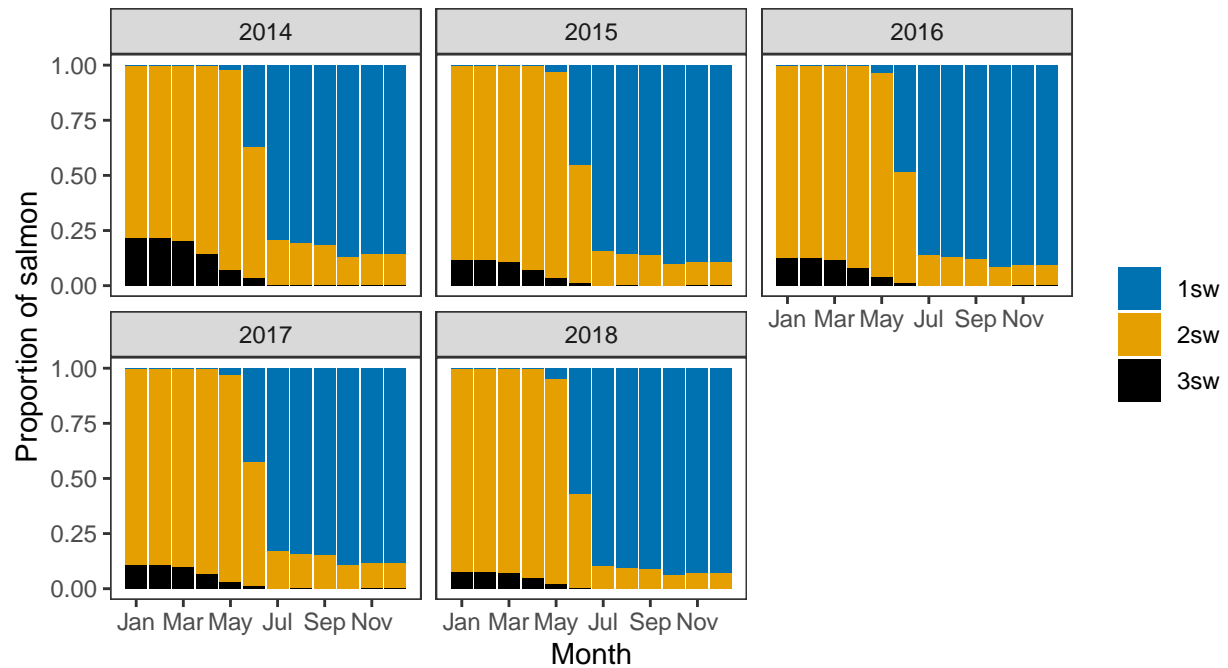 2014
2015
2016
1.00
0.75
0.50
0.25
0.00
Jan Mar May Jul Sep Nov
2017
2018
1.00
0.75
0.50
0.25
0.00
Jan Mar May Jul Sep Nov
Jan Mar May Jul Sep Nov
Proportion of salmon
Month
1sw
2sw
3sw